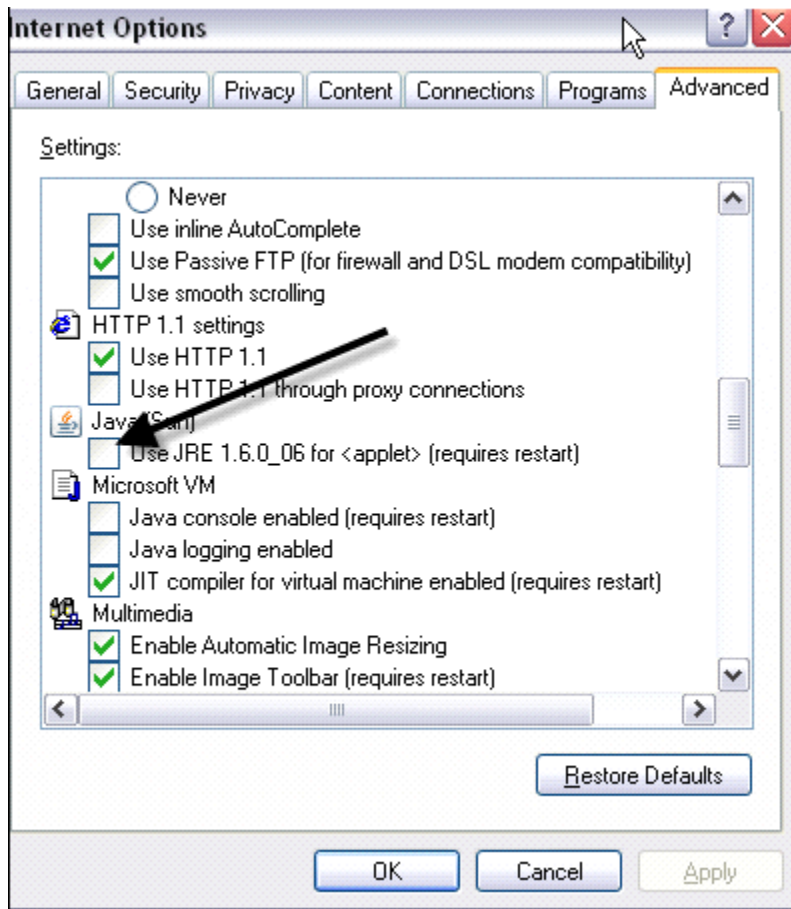 Internet Options
?
General Security Privacy Content Connections Programs Advanced
Settings:
Never
Use inline AutoComplete
Use Passive FTP (for firewall and DSL modem compatibility)
Use smooth scrolling
HTTP 1.1 settings
Use HTTP 1.1
Use HTTP 1.1 through proxy connections
Java (Sun)
Use JRE 1.6.0_06 for <applet> (requires restart)
Microsoft VM
Java console enabled (requires restart)
Java logging enabled
JIT compiler for virtual machine enabled (requires restart)
Multimedia
Enable Automatic Image Resizing
Enable Image Toolbar (requires restart)
Restore Defaults
OK Cancel Apply